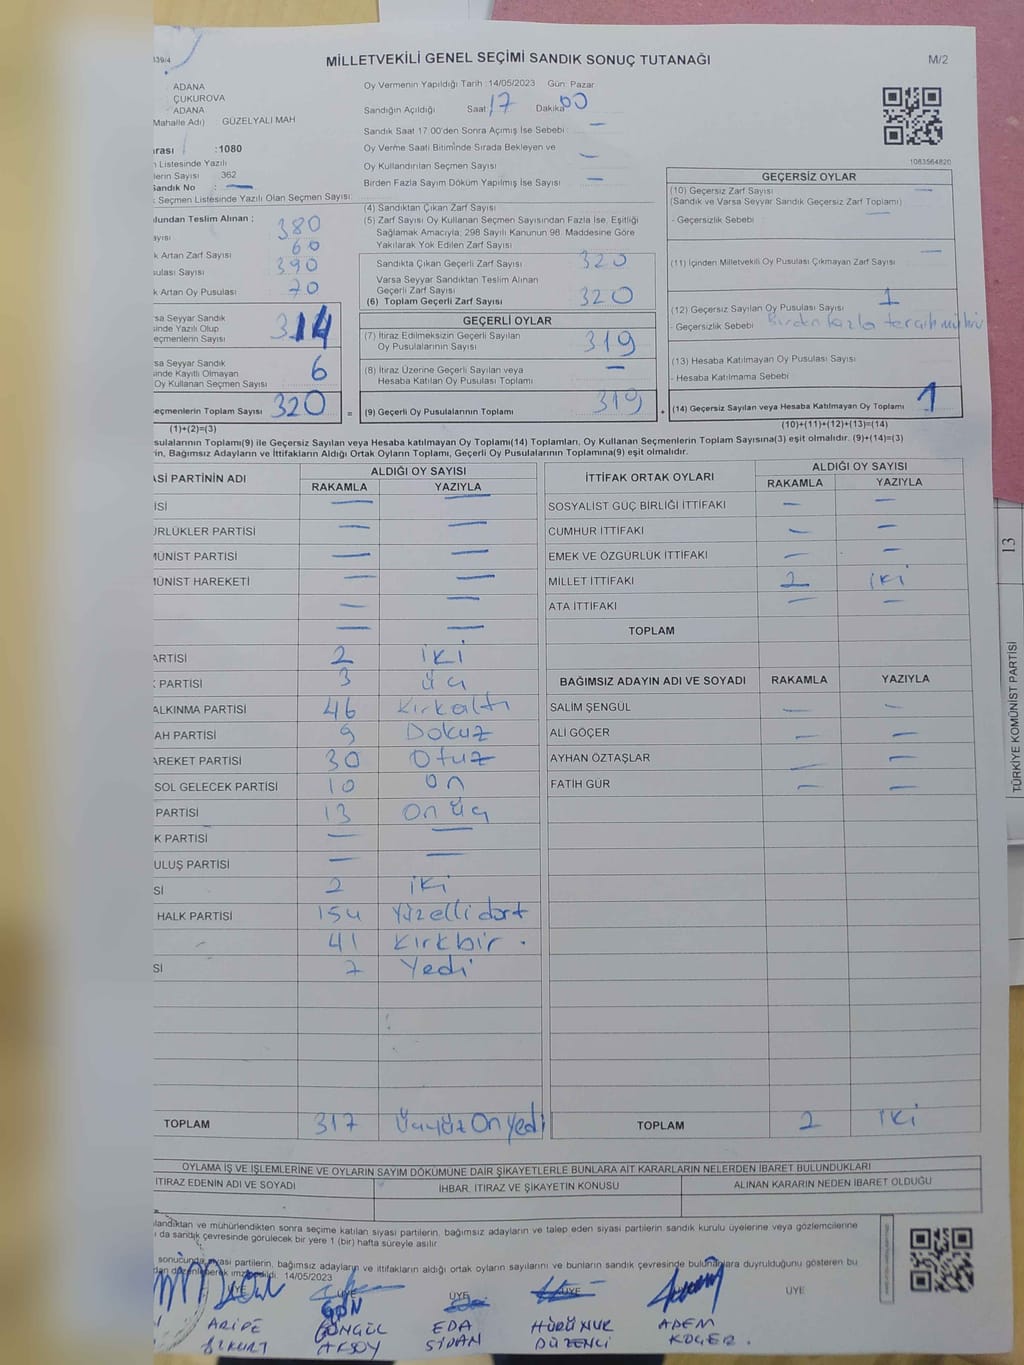 139/4
MİLLETVEKİLİ GENEL SEÇİMİ SANDIK SONUÇ TUTANAĞI
M/2
ADANA
ÇUKUROVA
ADANA
Mahalle Adı) GÜZELYALI MAH
Oy Vermenin Yapıldığı Tarih :14/05/2023 Gün: Pazar
Sandığın Açıldığı Saat: 17 Dakika 00
Sandık Saat 17.00'den Sonra Açımış İse Sebebi : —
Oy Verme Saati Bitiminde Sırada Bekleyen ve
Oy Kullandırılan Seçmen Sayısı —
Birden Fazla Sayım Döküm Yapılmış İse Sayısı —
1083564820
rası :1080
Listesinde Yazılı
lerin Sayısı 362
andık No : —
Seçmen Listesinde Yazılı Olan Seçmen Sayısı:
ulundan Teslim Alınan : 380
ayısı
k Artan Zarf Sayısı 60
ulası Sayısı 390
k Artan Oy Pusulası 70
sa Seyyar Sandık
inde Yazılı Olup 314
eçmenlerin Sayısı
sa Seyyar Sandık
inde Kayıtlı Olmayan 6
Oy Kullanan Seçmen Sayısı
eçmenlerin Toplam Sayısı 320
(1)+(2)=(3)
(4) Sandıktan Çıkan Zarf Sayısı
(5) Zarf Sayısı Oy Kullanan Seçmen Sayısından Fazla İse, Eşitliği
Sağlamak Amacıyla; 298 Sayılı Kanunun 98. Maddesine Göre
Yakılarak Yok Edilen Zarf Sayısı
Sandıkta Çıkan Geçerli Zarf Sayısı 320
Varsa Seyyar Sandıktan Teslim Alınan
Geçerli Zarf Sayısı
(6) Toplam Geçerli Zarf Sayısı 320
GEÇERLİ OYLAR
(7) İtiraz Edilmeksizin Geçerli Sayılan
Oy Pusulalarının Sayısı 319
(8) İtiraz Üzerine Geçerli Sayılan veya
Hesaba Katılan Oy Pusulası Toplamı —
= (9) Geçerli Oy Pusulalarının Toplamı 319 +
GEÇERSİZ OYLAR
(10) Geçersiz Zarf Sayısı —
(Sandık ve Varsa Seyyar Sandık Geçersiz Zarf Toplamı)
- Geçersizlik Sebebi —
(11) İçinden Milletvekili Oy Pusulası Çıkmayan Zarf Sayısı —
(12) Geçersiz Sayılan Oy Pusulası Sayısı 1
- Geçersizlik Sebebi Birden fazla tercih mühür
(13) Hesaba Katılmayan Oy Pusulası Sayısı
- Hesaba Katılmama Sebebi
(14) Geçersiz Sayılan veya Hesaba Katılmayan Oy Toplamı 1
(10)+(11)+(12)+(13)=(14)
sulalarının Toplamı(9) ile Geçersiz Sayılan veya Hesaba katılmayan Oy Toplamı(14) Toplamları, Oy Kullanan Seçmenlerin Toplam Sayısına(3) eşit olmalıdır. (9)+(14)=(3)
in, Bağımsız Adayların ve İttifakların Aldığı Ortak Oyların Toplamı, Geçerli Oy Pusulalarının Toplamına(9) eşit olmalıdır.
ASİ PARTİNİN ADI ALDIĞI OY SAYISI
RAKAMLA YAZIYLA
İSİ — —
ÜRLÜKLER PARTİSİ — —
MÜNİST PARTİSİ — —
MÜNİST HAREKETİ — —
— —
— —
ARTİSİ 2 iki
K PARTİSİ 3 üç
ALKINMA PARTİSİ 46 Kırkaltı
AH PARTİSİ 9 Dokuz
AREKET PARTİSİ 30 Otuz
SOL GELECEK PARTİSİ 10 On
PARTİSİ 13 On üç
K PARTİSİ — —
ULUŞ PARTİSİ — —
Sİ 2 iki
HALK PARTİSİ 154 Yüzellidört
41 Kırkbir.
Sİ 7 Yedi
TOPLAM 317 Üçyüz On yedi
İTTİFAK ORTAK OYLARI ALDIĞI OY SAYISI
RAKAMLA YAZIYLA
SOSYALİST GÜÇ BİRLİĞİ İTTİFAKI — —
CUMHUR İTTİFAKI — —
EMEK VE ÖZGÜRLÜK İTTİFAKI — —
MİLLET İTTİFAKI 2 iki
ATA İTTİFAKI — —
TOPLAM
BAĞIMSIZ ADAYIN ADI VE SOYADI RAKAMLA YAZIYLA
SALİM ŞENGÜL — —
ALİ GÖÇER — —
AYHAN ÖZTAŞLAR — —
FATİH GÜR — —
TOPLAM 2 iki
OYLAMA İŞ VE İŞLEMLERİNE VE OYLARIN SAYIM DÖKÜMÜNE DAİR ŞİKAYETLERLE BUNLARA AİT KARARLARIN NELERDEN İBARET BULUNDUKLARI
İTİRAZ EDENİN ADI VE SOYADI İHBAR, İTİRAZ VE ŞİKAYETİN KONUSU ALINAN KARARIN NEDEN İBARET OLDUĞU
landıktan ve mühürlendikten sonra seçime katılan siyasi partilerin, bağımsız adayların ve talep eden siyasi partilerin sandık kurulu üyelerine veya gözlemcilerine
da sandık çevresinde görülecek bir yere 1 (bir) hafta süreyle asılır
sonucunda siyasi partilerin, bağımsız adayların ve ittifakların aldığı ortak oyların sayılarını ve bunların sandık çevresinde bulunanlara duyrulduğunu gösteren bu
imzaledildi. 14/05/2023
ÜYE ÜYE ÜYE ÜYE
GÖNGÜL
AKSOY
EDA
SİDAN
HÜRÜNUR
DÜZENCİ
ADEM
KOÇER.
13
TÜRKİYE KOMÜNİST PARTİSİ